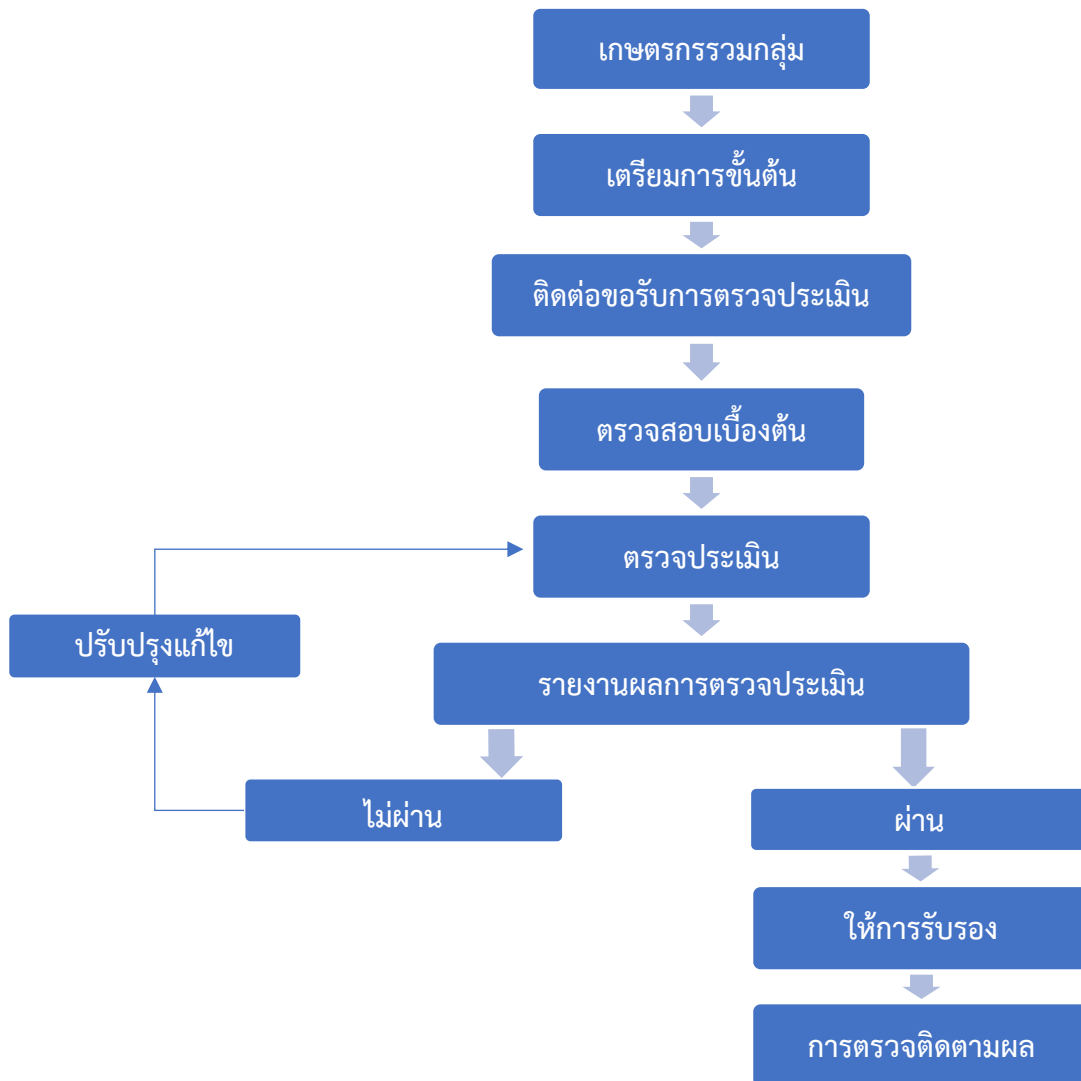 เกษตรกรรวมกลุ่ม
เตรียมการขั้นต้น
ติดต่อขอรับการตรวจประเมิน
ตรวจสอบเบื้องต้น
ตรวจประเมิน
ปรับปรุงแก้ไข
รายงานผลการตรวจประเมิน
ไม่ผ่าน
ผ่าน
ให้การรับรอง
การตรวจติดตามผล